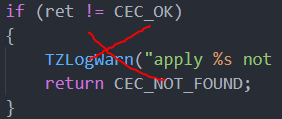 if (ret != CEC_OK)
{
TZLogWarn("apply %s not
return CEC_NOT_FOUND;
}